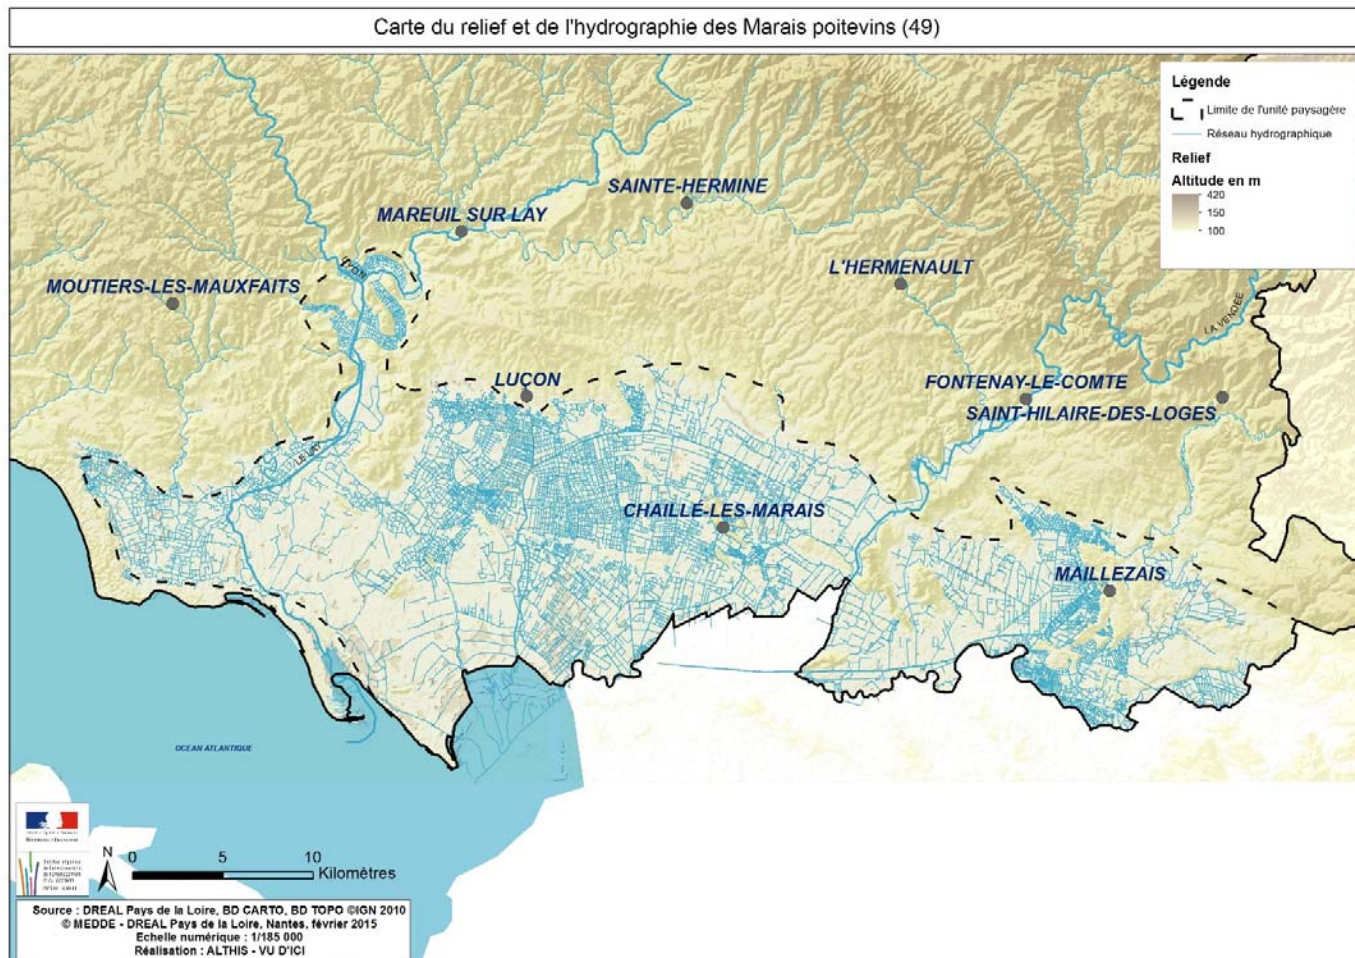 Carte du relief et de l'hydrographie des Marais poitevins (49)
Légende
Limite de l'unité paysagère
Réseau hydrographique
Relief
Altitude en m
420
150
100
SAINTE-HERMINE
MAREUIL SUR LAY
L'HERMENAULT
MOUTIERS-LES-MAUXFAITS
YON
LA VENDÉE
LUÇON
FONTENAY-LE-COMTE
SAINT-HILAIRE-DES-LOGES
LE LAY
CHAILLÉ-LES-MARAIS
MAILLEZAIS
OCEAN ATLANTIQUE
N
0 5 10
Kilomètres
Source : DREAL Pays de la Loire, BD CARTO, BD TOPO ©IGN 2010
© MEDDE - DREAL Pays de la Loire, Nantes, février 2015
Echelle numérique : 1/185 000
Réalisation : ALTHIS - VU D'ICI